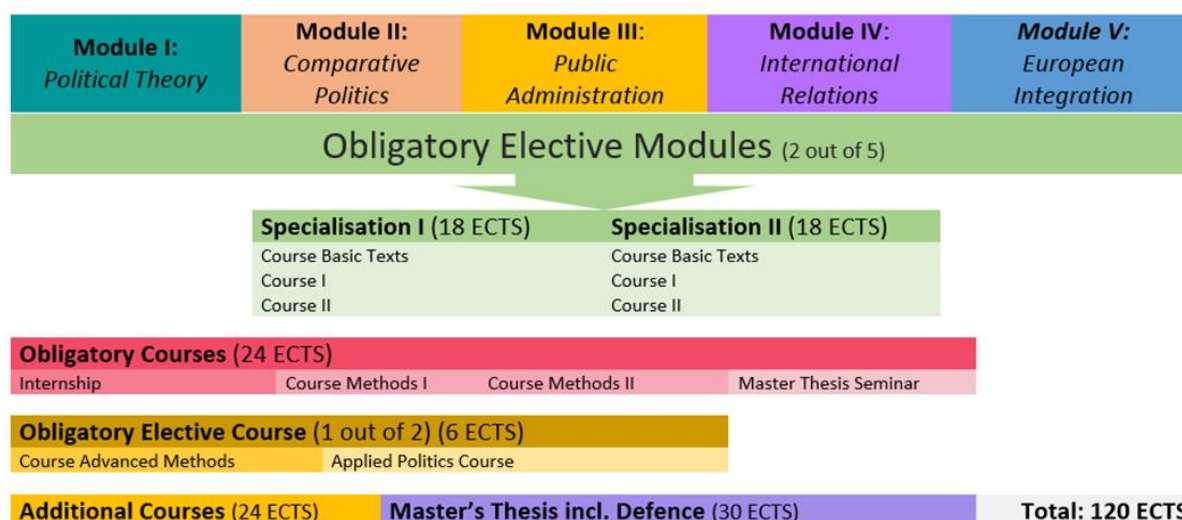 Module I:
Political Theory
Module II:
Comparative
Politics
Module III:
Public
Administration
Module IV:
International
Relations
Module V:
European
Integration
Obligatory Elective Modules (2 out of 5)
Specialisation I (18 ECTS)
Specialisation II (18 ECTS)
Course Basic Texts
Course Basic Texts
Course I
Course I
Course II
Course II
Obligatory Courses (24 ECTS)
Internship
Course Methods I
Course Methods II
Master Thesis Seminar
Obligatory Elective Course (1 out of 2) (6 ECTS)
Course Advanced Methods
Applied Politics Course
Additional Courses (24 ECTS)
Master's Thesis incl. Defence (30 ECTS)
Total: 120 ECTS